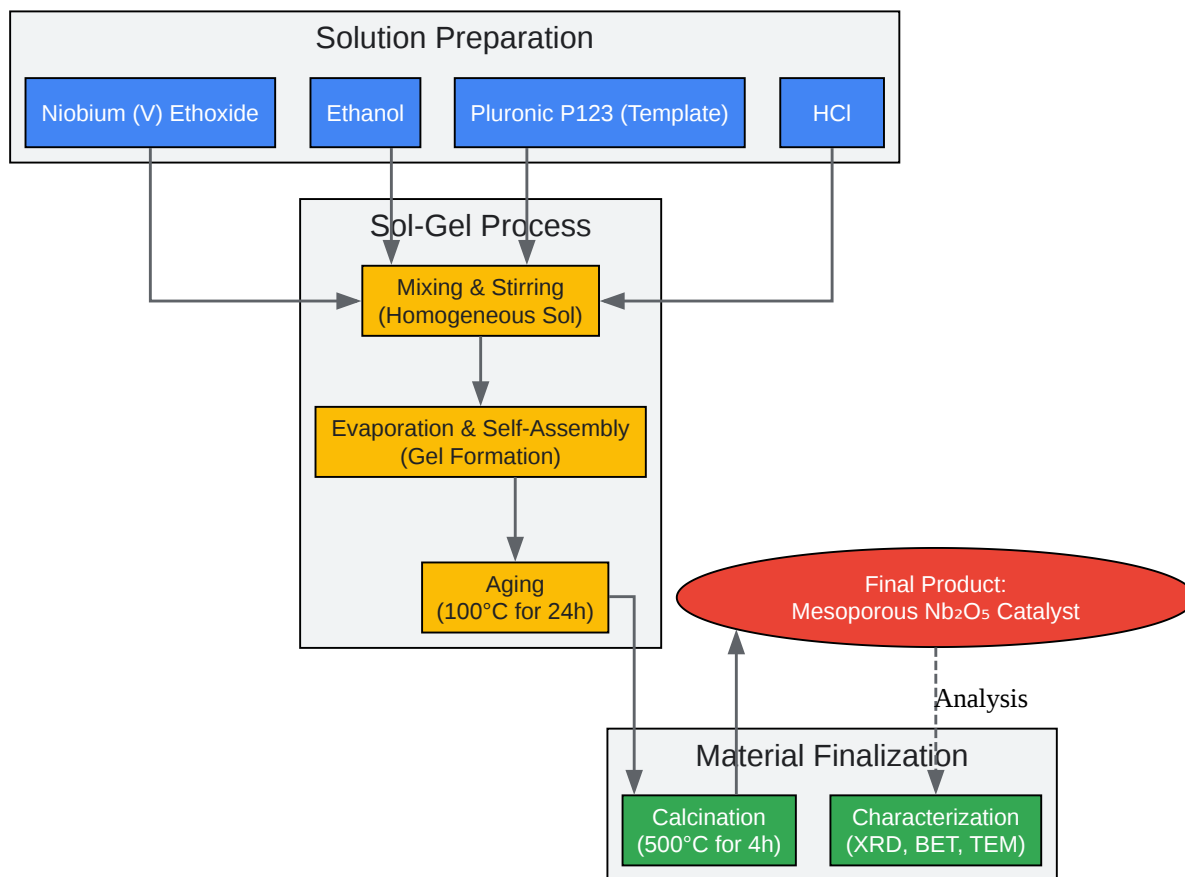 Solution Preparation
Niobium (V) Ethoxide
Ethanol
Pluronic P123 (Template)
HCl
Sol-Gel Process
Mixing & Stirring
(Homogeneous Sol)
Evaporation & Self-Assembly
(Gel Formation)
Aging
(100°C for 24h)
Final Product:
Mesoporous Nb₂O₅ Catalyst
Analysis
Material Finalization
Calcination
(500°C for 4h)
Characterization
(XRD, BET, TEM)